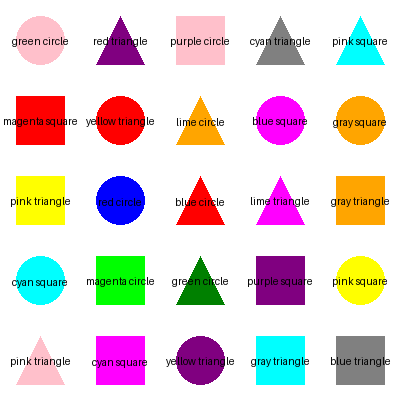 green circle red triangle purple circle cyan triangle pink square
magenta square yellow triangle lime circle blue square gray square
pink triangle red circle blue circle lime triangle gray triangle
cyan square magenta circle green circle purple square pink square
pink triangle cyan square yellow triangle gray triangle blue triangle